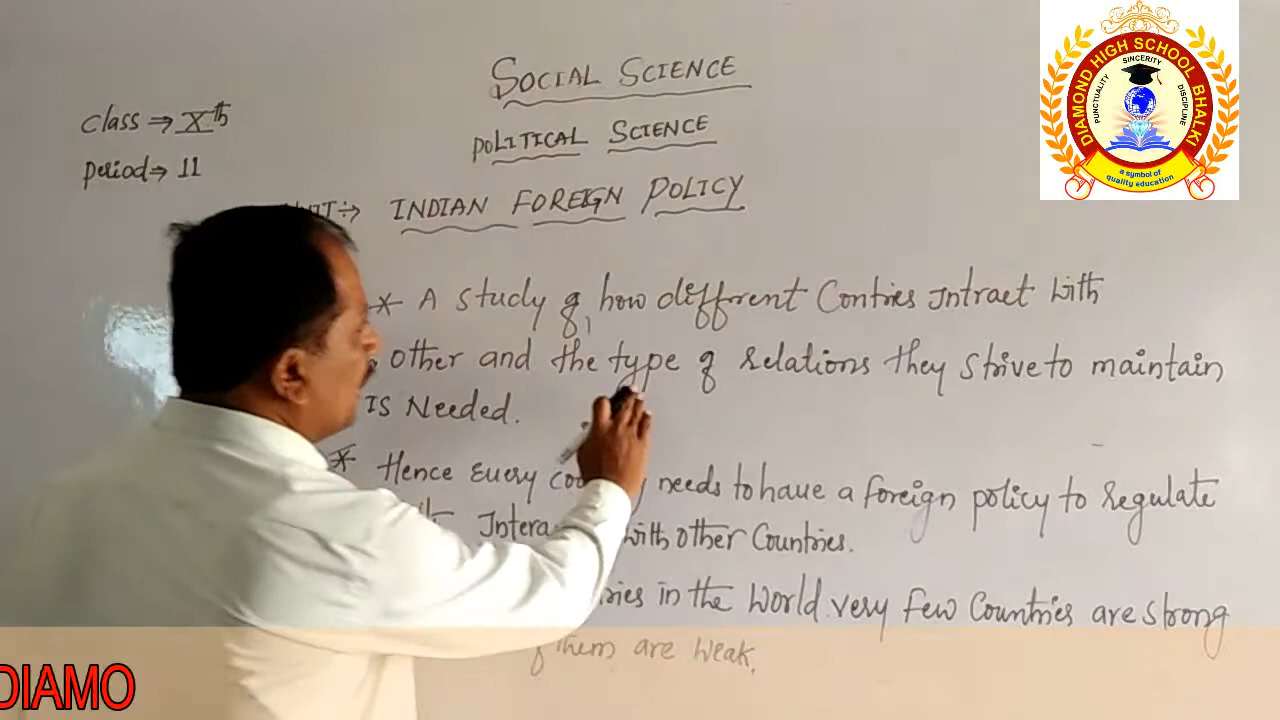 SOCIAL SCIENCE
POLITICAL SCIENCE
class ⇒ Xth
Period → 11
INDIAN FOREIGN POLICY
* A study of how different Contries Intract with
other and the type of relations they strive to maintain
IS Needed.
* Hence Every needs to have a foreign policy to regulate
with other Countries.
in the World very few Countries are strong
of them are weak.
DIAMOND HIGH SCHOOL BHALKI
PUNCTUALITY
SINCERITY
DISCIPLINE
a symbol of
quality education
DIAMO